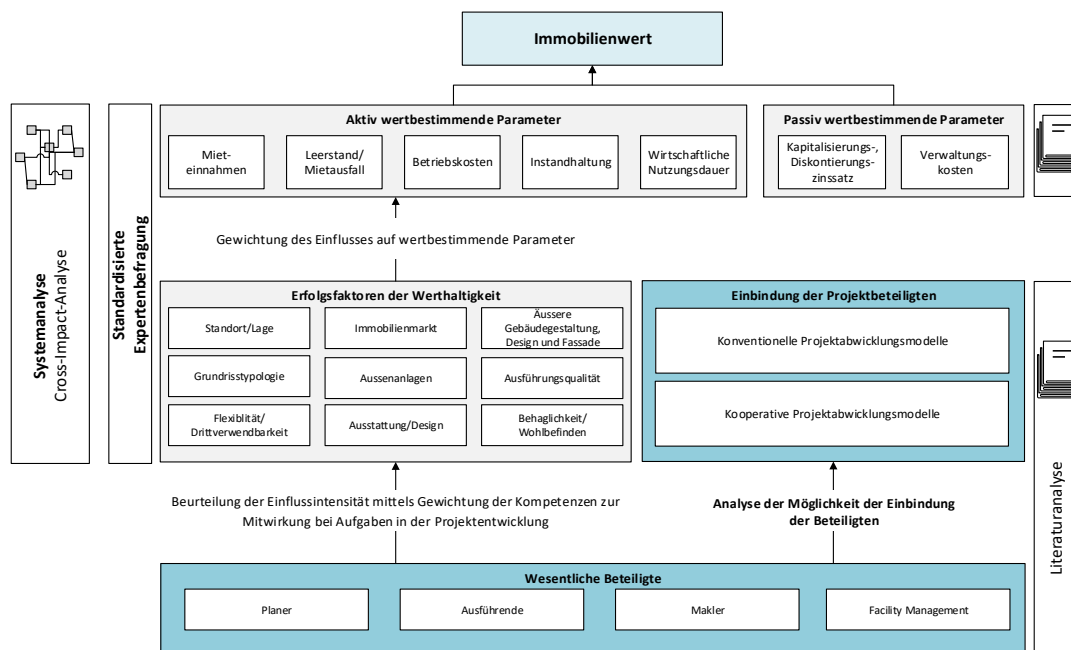 Immobilienwert
Systemanalyse
Cross-Impact-Analyse
Standardisierte
Expertenbefragung
Aktiv wertbestimmende Parameter
Miet-
einnahmen
Leerstand/
Mietausfall
Betriebskosten
Instandhaltung
Wirtschaftliche
Nutzungsdauer
Passiv wertbestimmende Parameter
Kapitalisierungs-,
Diskontierungs-
zinssatz
Verwaltungs-
kosten
Gewichtung des Einflusses auf wertbestimmende Parameter
Erfolgsfaktoren der Werthaltigkeit
Standort/Lage
Immobilienmarkt
Äussere
Gebäudegestaltung,
Design und Fassade
Grundrisstypologie
Aussenanlagen
Ausführungsqualität
Flexiblität/
Drittverwendbarkeit
Ausstattung/Design
Behaglichkeit/
Wohlbefinden
Einbindung der Projektbeteiligten
Konventionelle Projektabwicklungsmodelle
Kooperative Projektabwicklungsmodelle
Literaturanalyse
Beurteilung der Einflussintensität mittels Gewichtung der Kompetenzen zur
Mitwirkung bei Aufgaben in der Projektentwicklung
Analyse der Möglichkeit der Einbindung
der Beteiligten
Wesentliche Beteiligte
Planer
Ausführende
Makler
Facility Management